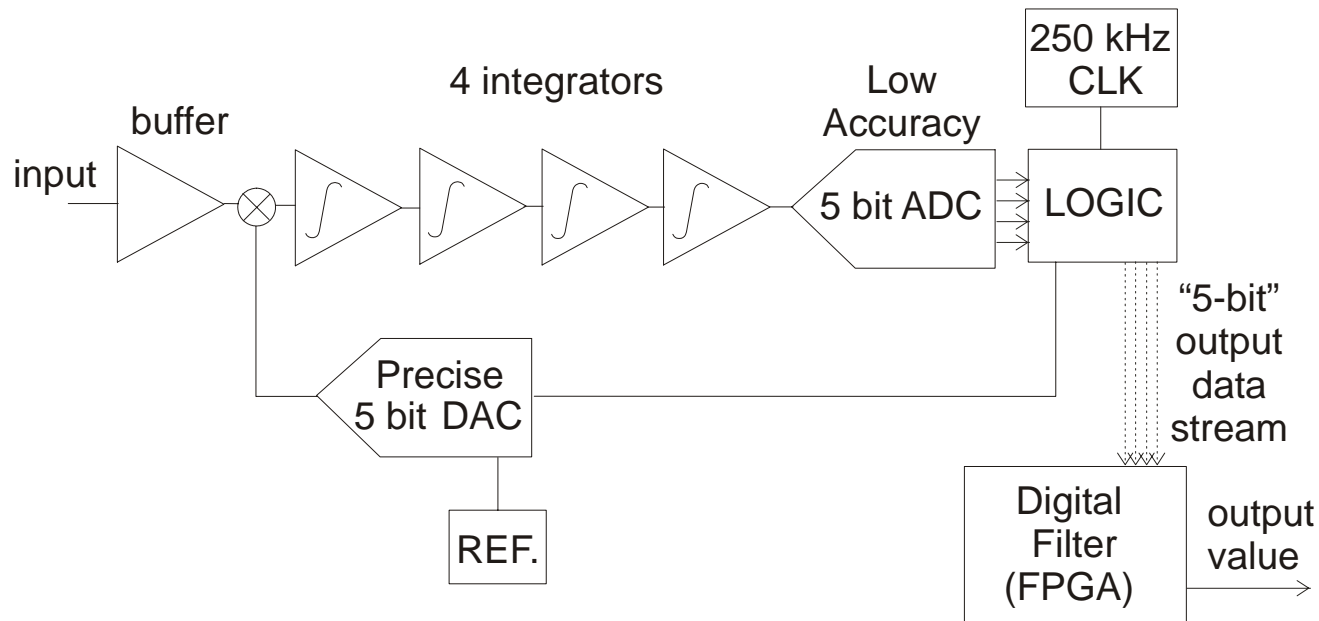 250 kHz
CLK
4 integrators
Low
Accuracy
buffer
input
5 bit ADC
LOGIC
“5-bit”
output
data
stream
Precise
5 bit DAC
REF.
Digital
Filter
(FPGA)
output
value